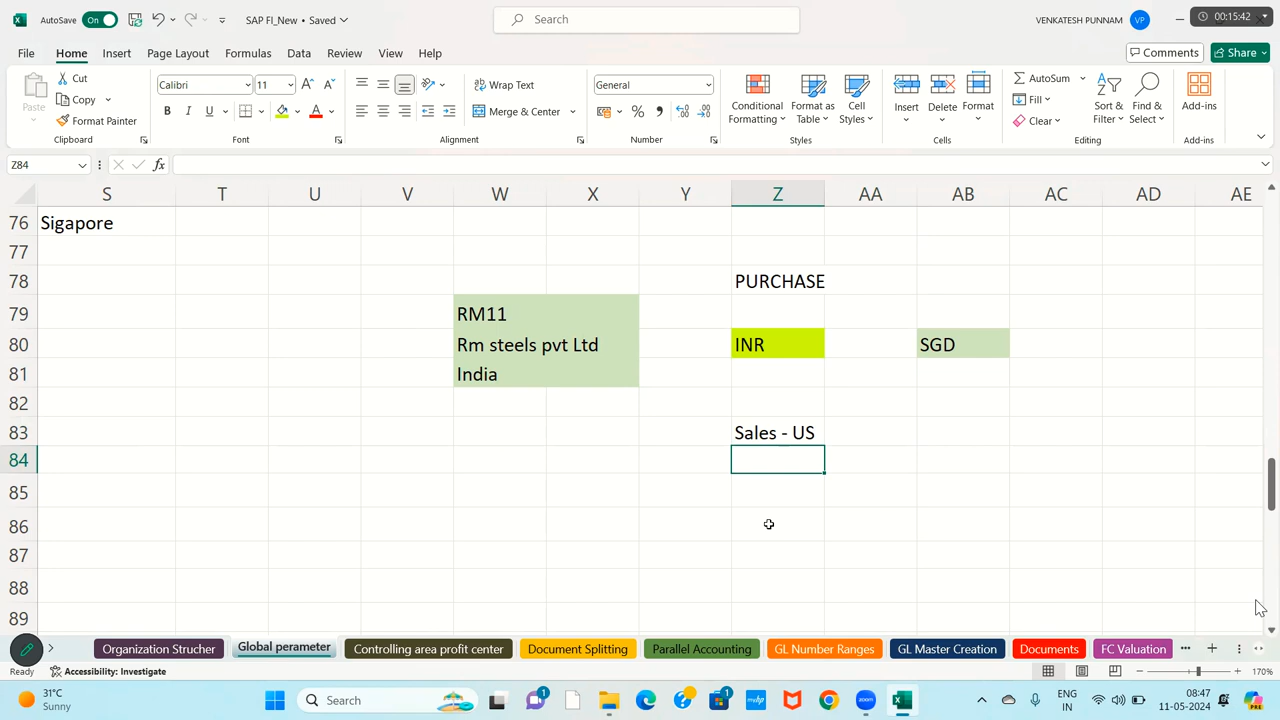 AutoSave On SAP FI_New • Saved Search VENKATESH PUNNAM VP 00:15:42
File Home Insert Page Layout Formulas Data Review View Help Comments Share
Paste Cut Copy Format Painter Clipboard
Calibri 11 B I U A Font
Wrap Text Merge & Center Alignment
General % Number
Conditional Formatting Format as Table Cell Styles Styles
Insert Delete Format Cells
AutoSum Fill Clear Sort & Filter Find & Select Editing
Add-ins Add-ins
Z84 fx
S T U V W X Y Z AA AB AC AD AE
76 Sigapore
77
78 PURCHASE
79 RM11
80 Rm steels pvt Ltd INR SGD
81 India
82
83 Sales - US
84
85
86
87
88
89
Organization Strucher Global perameter Controlling area profit center Document Splitting Parallel Accounting GL Number Ranges GL Master Creation Documents FC Valuation
Ready Accessibility: Investigate 170%
31°C Sunny Search 1 1 zoom ENG IN 08:47 11-05-2024